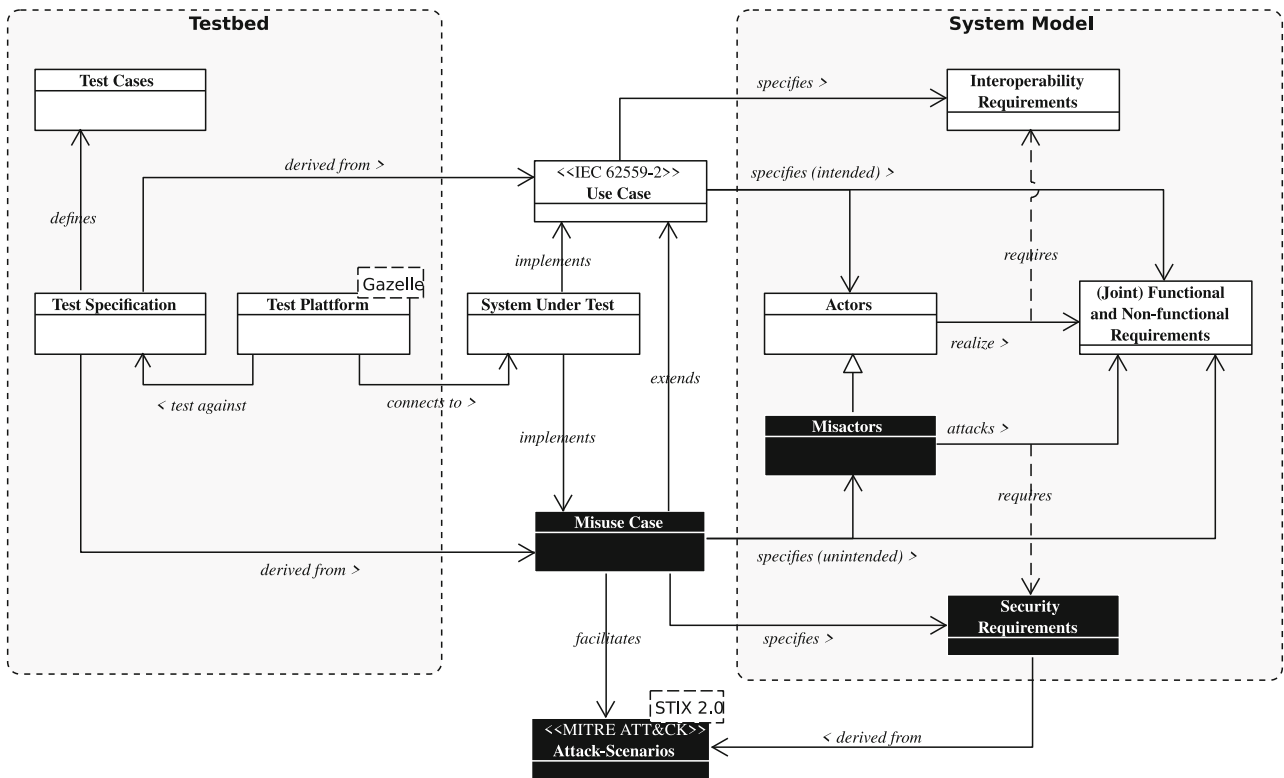 Testbed
System Model
Test Cases
specifies >
Interoperability
Requirements
derived from >
<<IEC 62559-2>>
Use Case
specifies (intended) >
defines
implements
requires
Gazelle
Test Specification
Test Plattform
System Under Test
Actors
(Joint) Functional
and Non-functional
Requirements
realize >
extends
< test against
connects to >
implements
Misactors
attacks >
requires
Misuse Case
derived from >
specifies (unintended) >
Security
Requirements
facilitates
specifies >
STIX 2.0
<<MITRE ATT&CK>>
Attack-Scenarios
< derived from